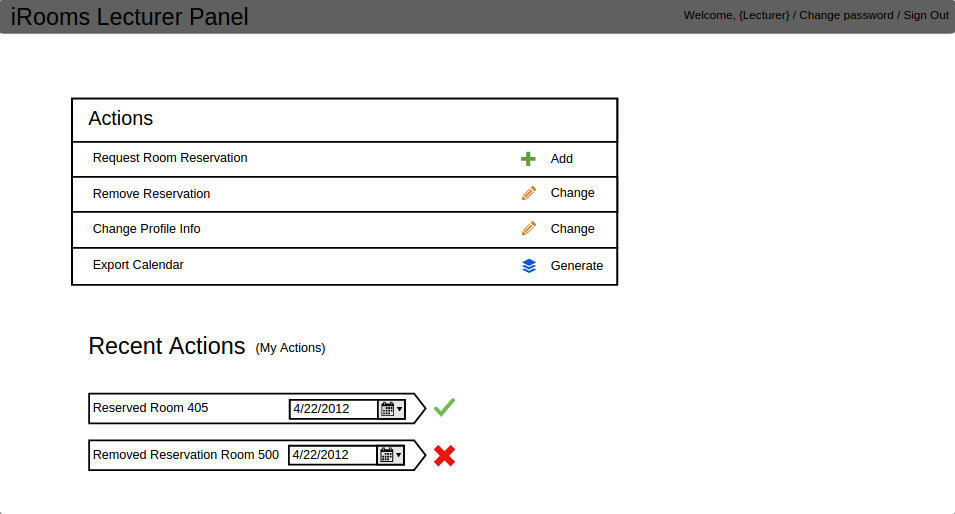 iRooms Lecturer Panel
Welcome, {Lecturer} / Change password / Sign Out
Actions
Request Room Reservation Add
Remove Reservation Change
Change Profile Info Change
Export Calendar Generate
Recent Actions (My Actions)
Reserved Room 405 4/22/2012
Removed Reservation Room 500 4/22/2012